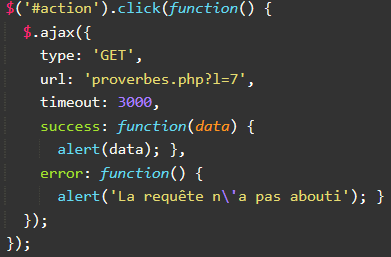 $('#action').click(function() {
  $.ajax({
    type: 'GET',
    url: 'proverbes.php?l=7',
    timeout: 3000,
    success: function(data) {
      alert(data); },
    error: function() {
      alert('La requête n\'a pas abouti'); }
  });
});